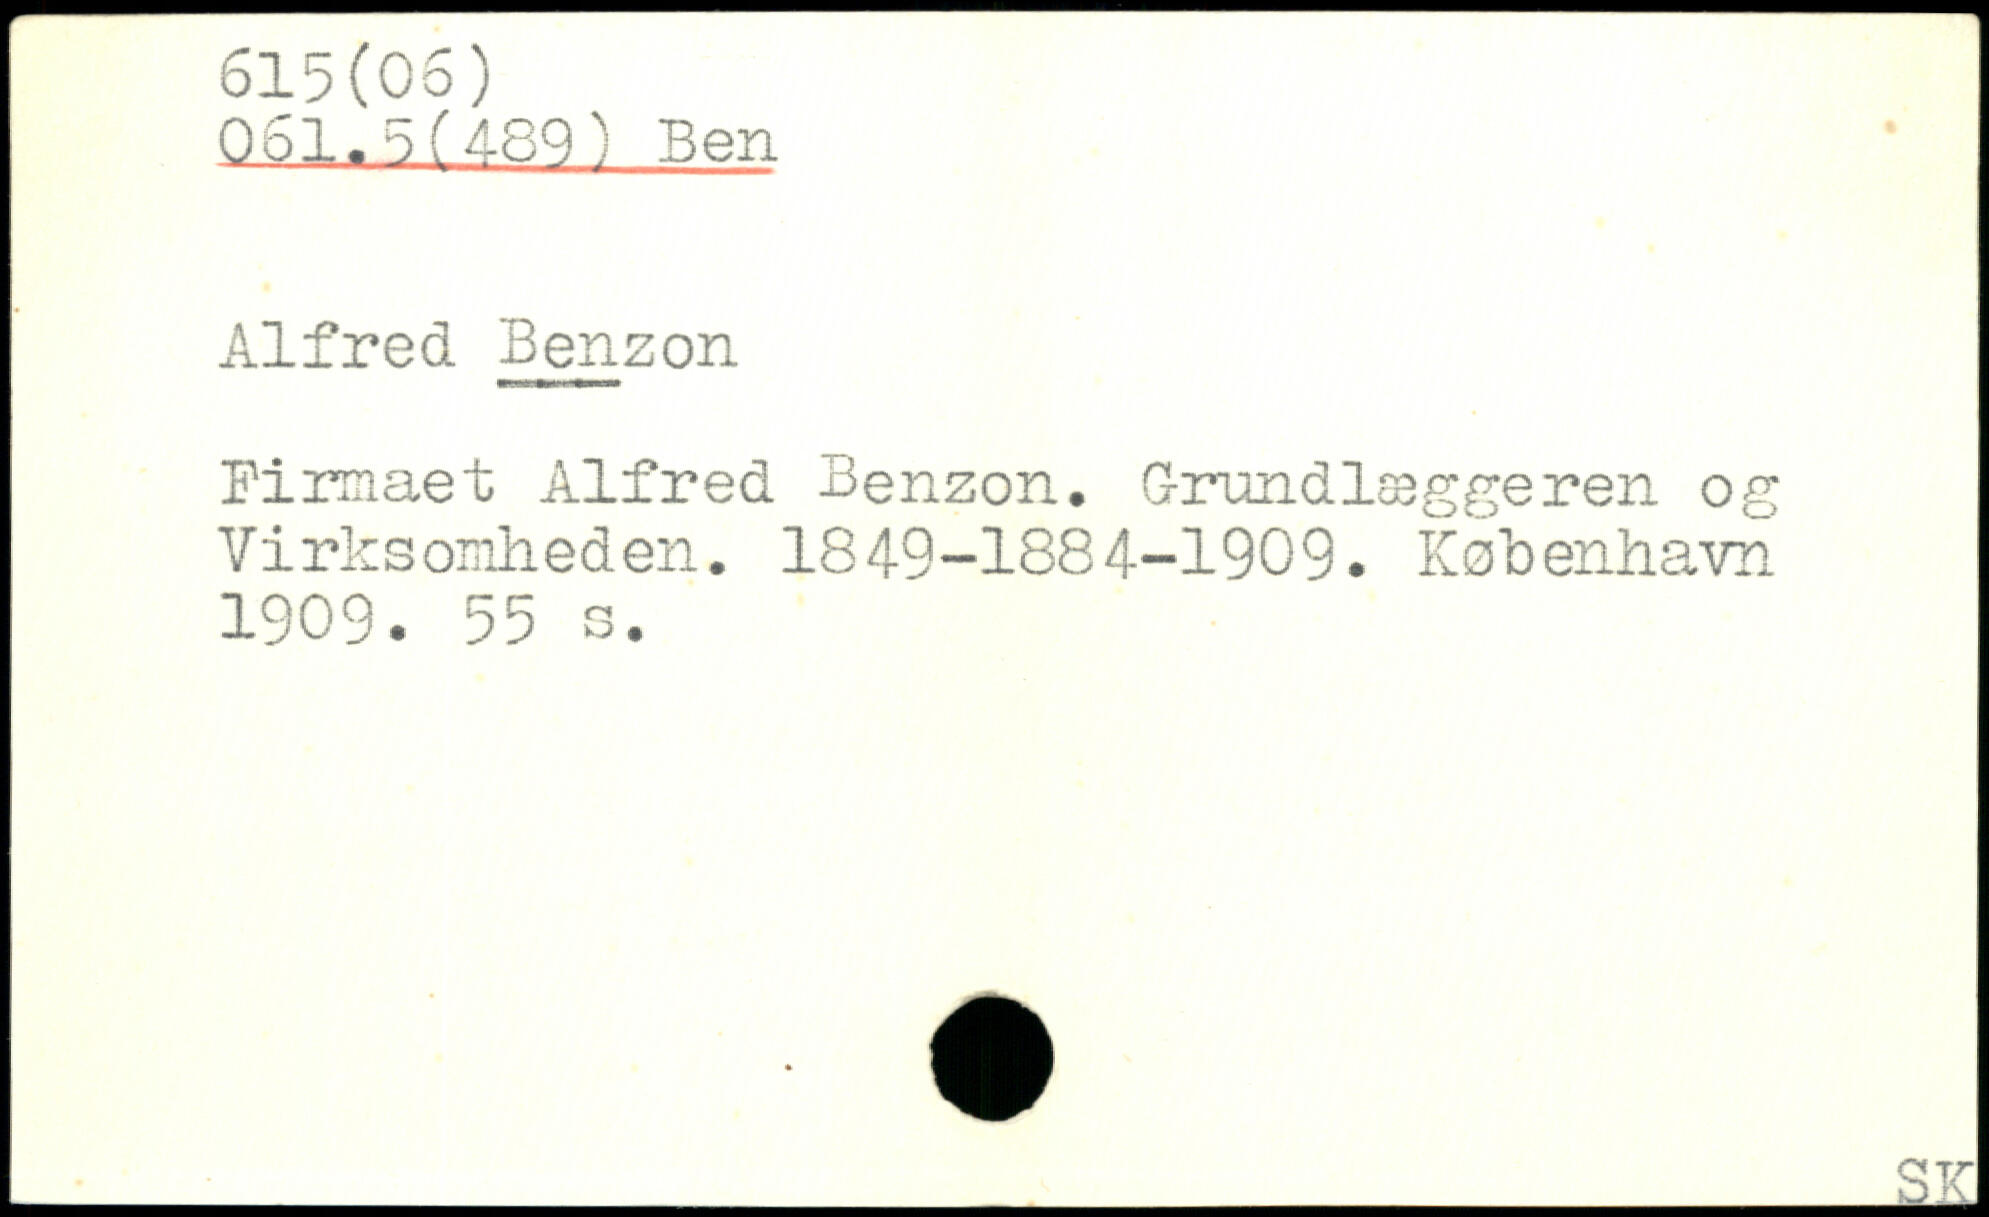 615(06)
061.5(489) Ben
Alfred Benzon
Firmaet Alfred Benzon. Grundlæggeren og
Virksomheden. 1849-1884-1909. København
1909. 55 s.
SK